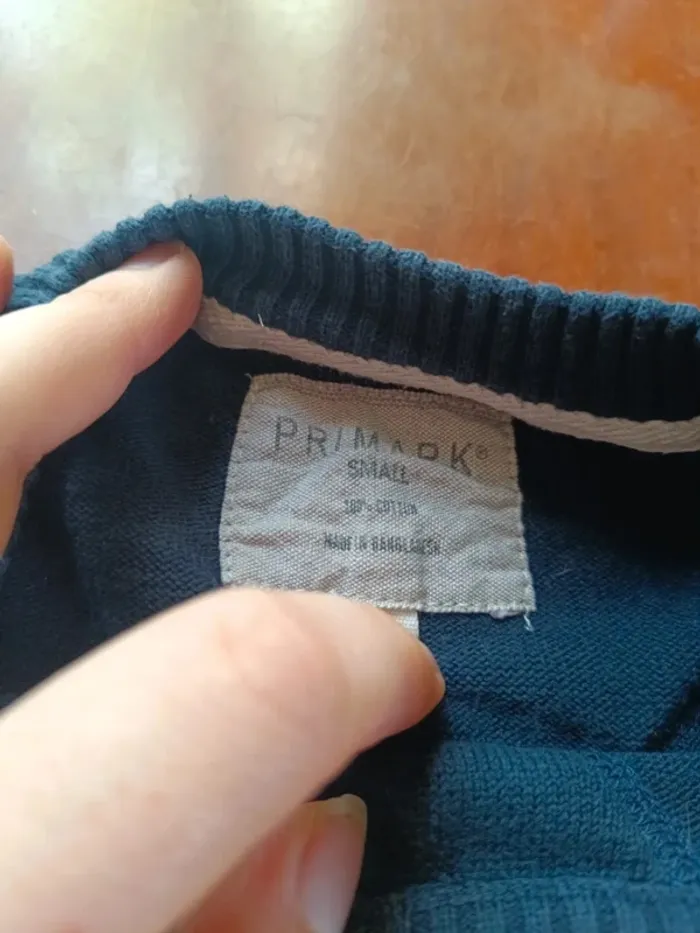 PRIMARK®
SMALL
100% COTTON
MADE IN BANGLADESH